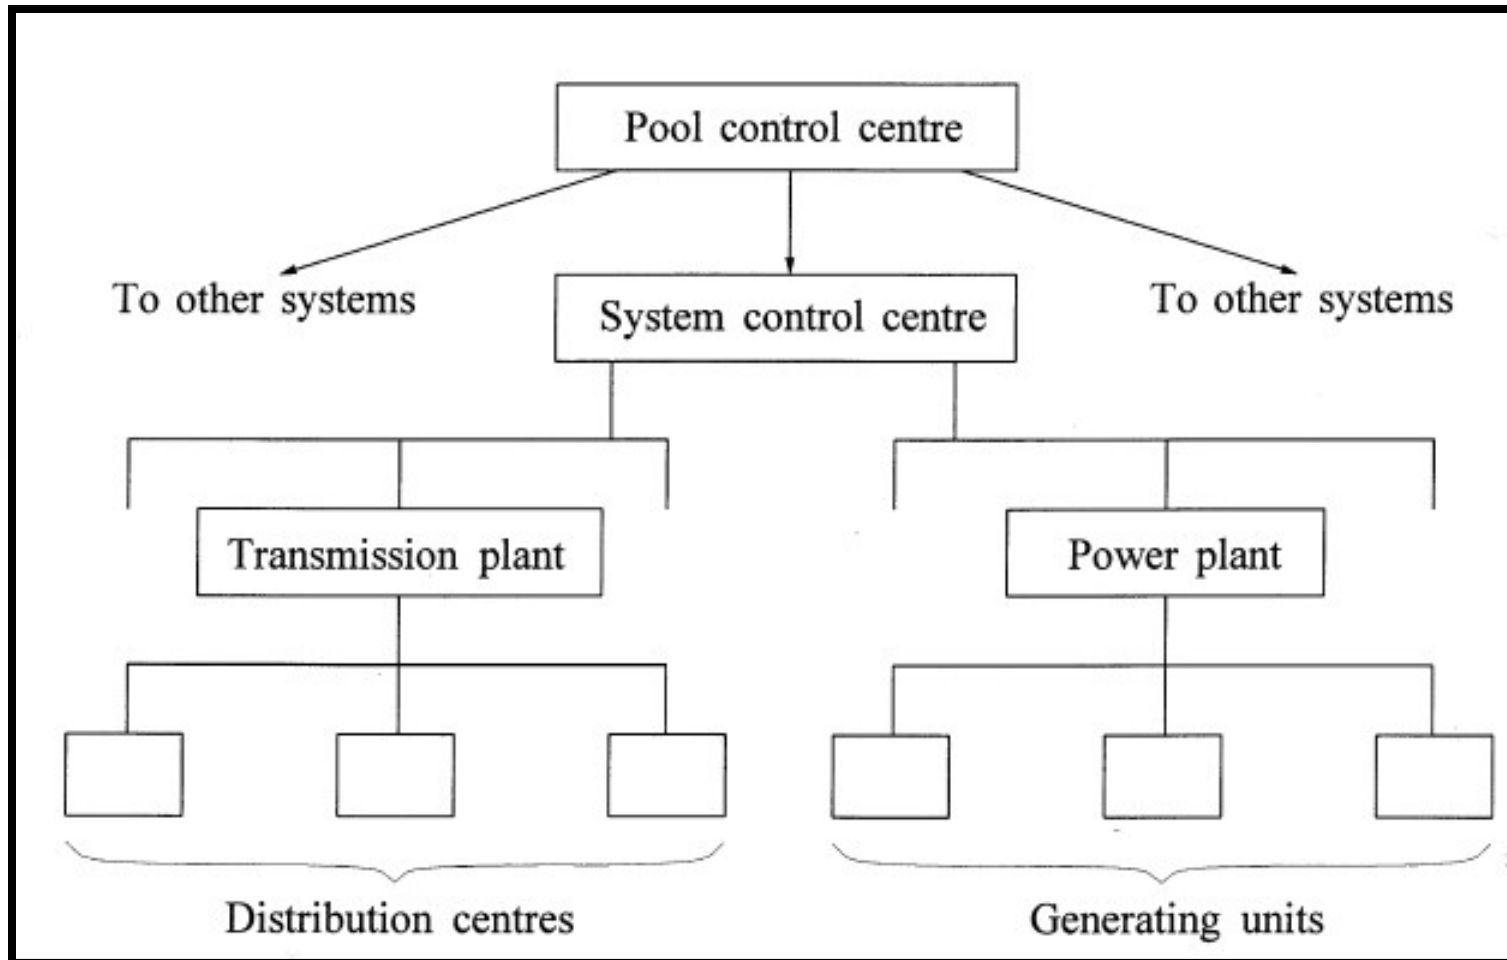 Pool control centre
To other systems
System control centre
To other systems
Transmission plant
Power plant
Distribution centres
Generating units